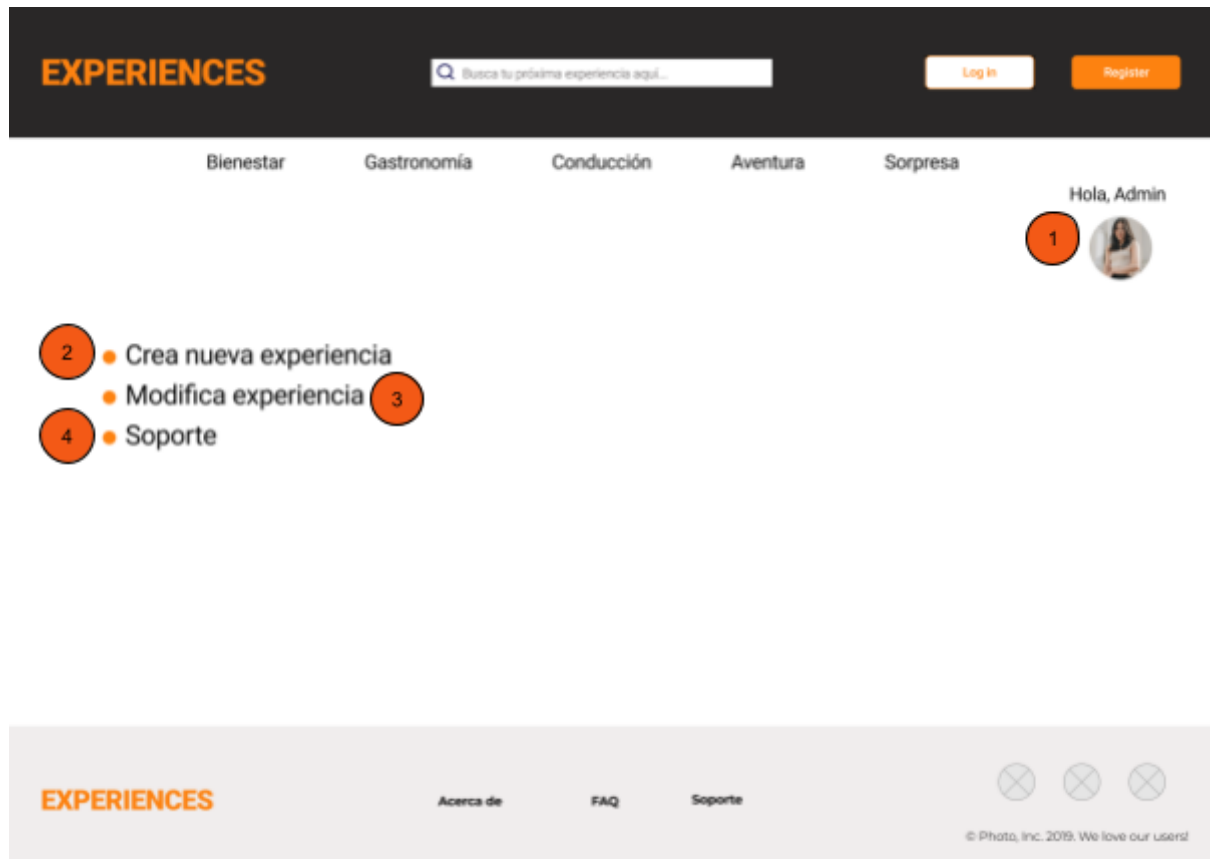 EXPERIENCES
Busca tu próxima experiencia aquí...
Log in
Register
Bienestar Gastronomía Conducción Aventura Sorpresa
Hola, Admin
1
2 Crea nueva experiencia
Modifica experiencia 3
4 Soporte
EXPERIENCES
Acerca de FAQ Soporte
© Photo, Inc. 2019. We love our users!